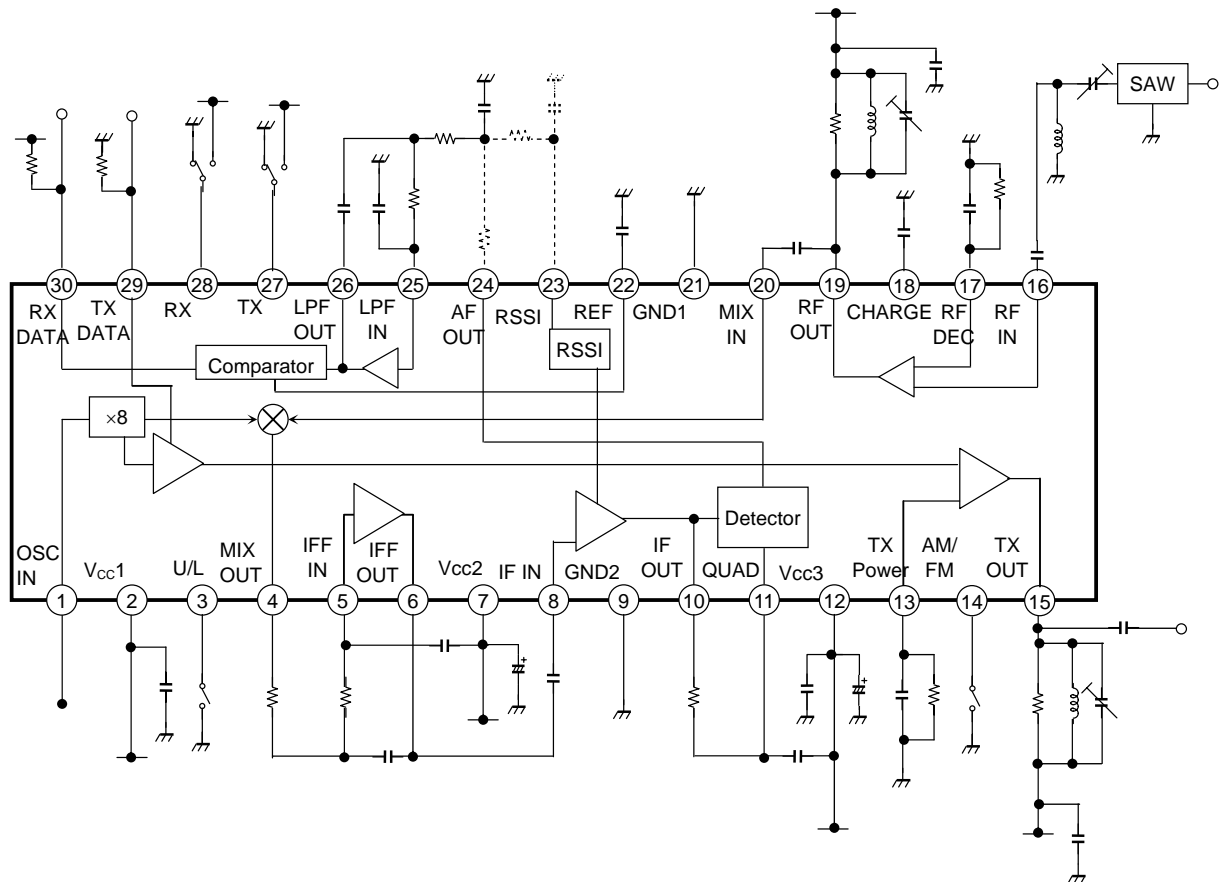 SAW
30
29
28
27
26
25
24
23
22
21
20
19
18
17
16
RX
DATA
TX
DATA
RX
TX
LPF
OUT
LPF
IN
AF
OUT
RSSI
REF
GND1
MIX
IN
RF
OUT
CHARGE
RF
DEC
RF
IN
RSSI
Comparator
×8
Detector
OSC
IN
VCC1
U/L
MIX
OUT
IFF
IN
IFF
OUT
VCC2
IF IN
GND2
IF
OUT
QUAD
VCC3
TX
Power
AM/
FM
TX
OUT
1
2
3
4
5
6
7
8
9
10
11
12
13
14
15
+
+